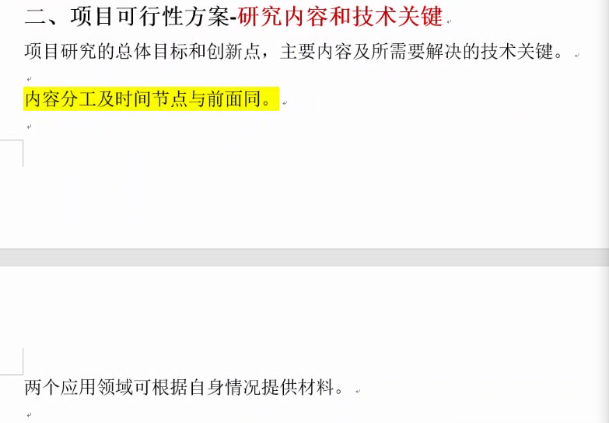 二、项目可行性方案-研究内容和技术关键
项目研究的总体目标和创新点，主要内容及所需要解决的技术关键。
内容分工及时间节点与前面同。
两个应用领域可根据自身情况提供材料。